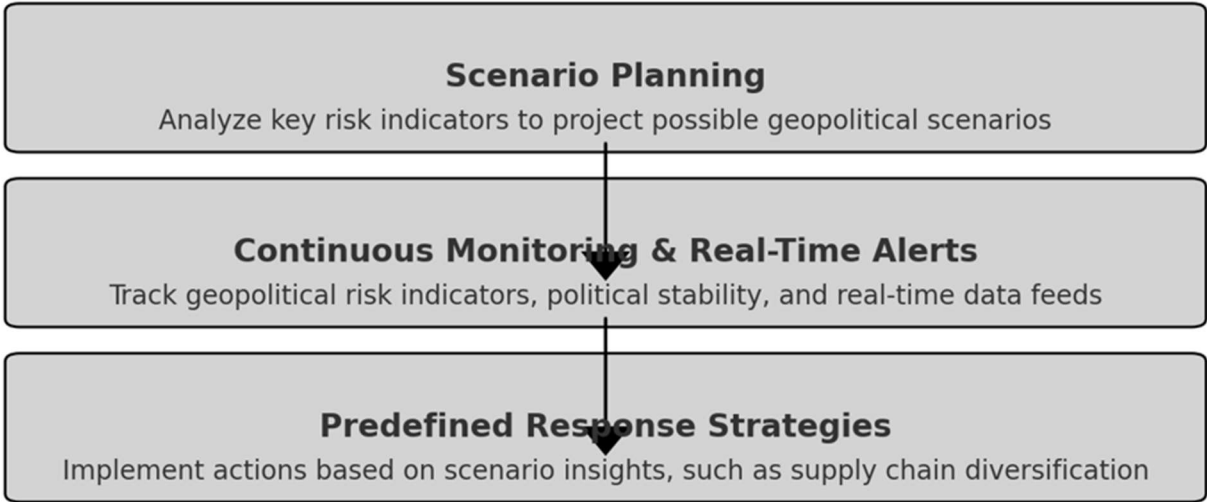 Scenario Planning
Analyze key risk indicators to project possible geopolitical scenarios
Continuous Monitoring & Real-Time Alerts
Track geopolitical risk indicators, political stability, and real-time data feeds
Predefined Response Strategies
Implement actions based on scenario insights, such as supply chain diversification